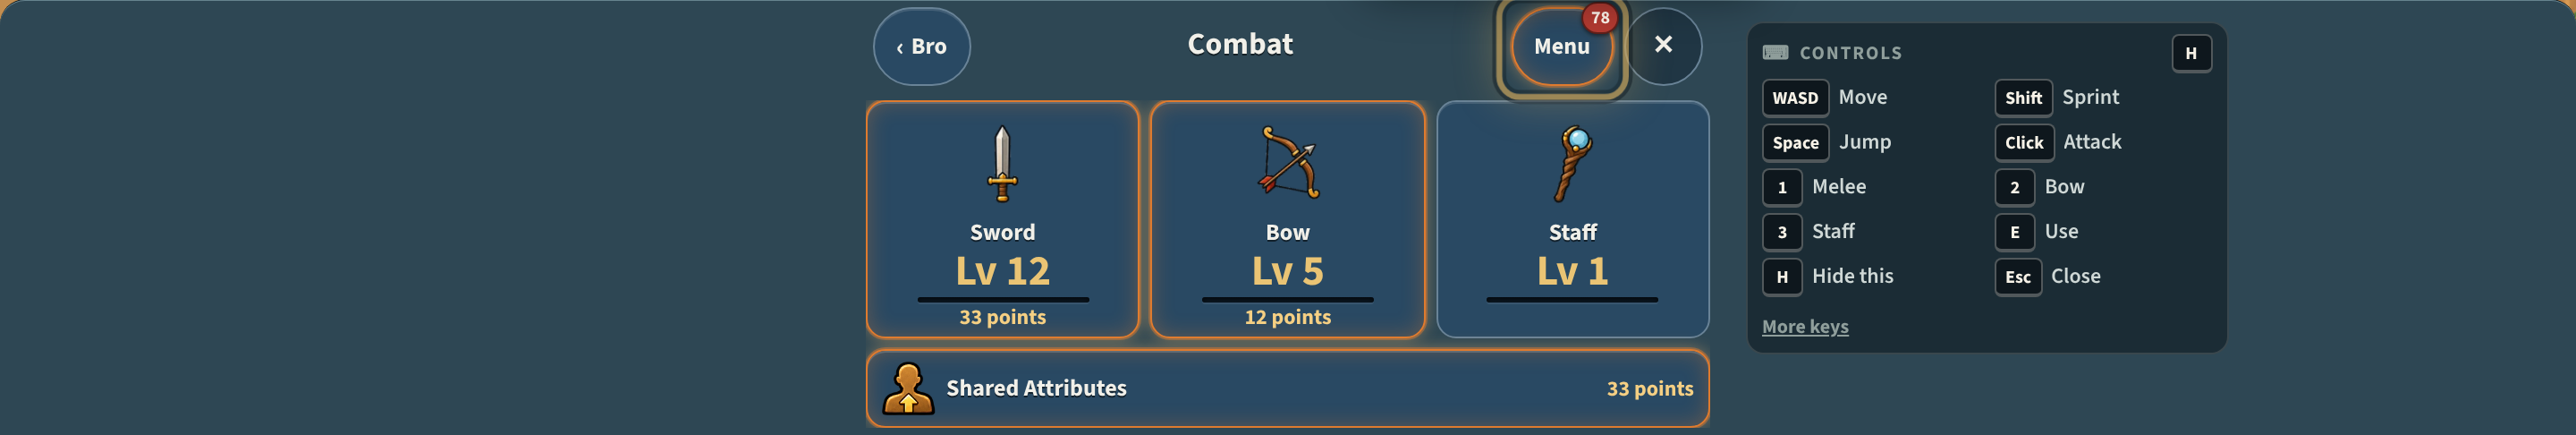 ‹ Bro
Combat
Menu
78
✕
Sword
Lv 12
33 points
Bow
Lv 5
12 points
Staff
Lv 1
Shared Attributes
33 points
CONTROLS
H
WASD Move
Shift Sprint
Space Jump
Click Attack
1 Melee
2 Bow
3 Staff
E Use
H Hide this
Esc Close
More keys